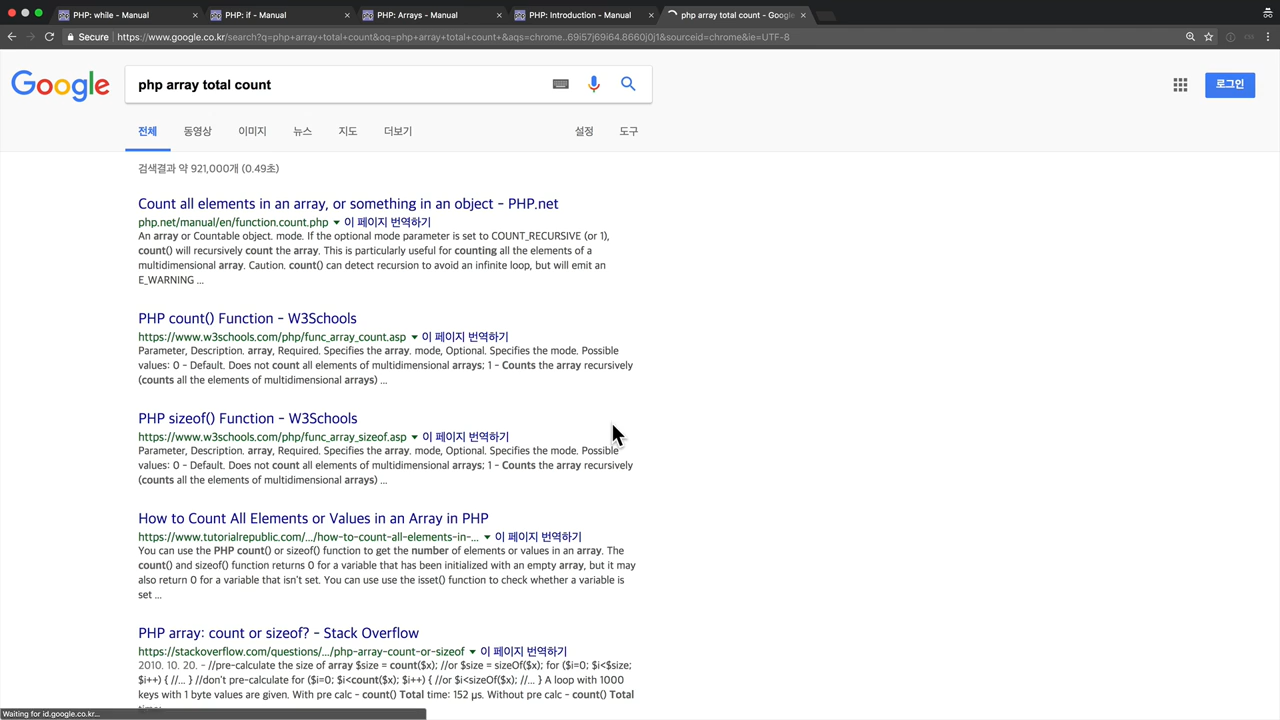 PHP: while - Manual
PHP: if - Manual
PHP: Arrays - Manual
PHP: Introduction - Manual
php array total count - Google
Secure
https://www.google.co.kr/search?q=php+array+total+count&oq=php+array+total+count+&aqs=chrome..69i57j69i64.8660j0j1&sourceid=chrome&ie=UTF-8
Google
php array total count
로그인
전체 동영상 이미지 뉴스 지도 더보기 설정 도구
검색결과 약 921,000개 (0.49초)
Count all elements in an array, or something in an object - PHP.net
php.net/manual/en/function.count.php ▼ 이 페이지 번역하기
An array or Countable object. mode. If the optional mode parameter is set to COUNT_RECURSIVE (or 1),
count() will recursively count the array. This is particularly useful for counting all the elements of a
multidimensional array. Caution. count() can detect recursion to avoid an infinite loop, but will emit an
E_WARNING ...
PHP count() Function - W3Schools
https://www.w3schools.com/php/func_array_count.asp ▼ 이 페이지 번역하기
Parameter, Description. array, Required. Specifies the array. mode, Optional. Specifies the mode. Possible
values: 0 - Default. Does not count all elements of multidimensional arrays; 1 - Counts the array recursively
(counts all the elements of multidimensional arrays) ...
PHP sizeof() Function - W3Schools
https://www.w3schools.com/php/func_array_sizeof.asp ▼ 이 페이지 번역하기
Parameter, Description. array, Required. Specifies the array. mode, Optional. Specifies the mode. Possible
values: 0 - Default. Does not count all elements of multidimensional arrays; 1 - Counts the array recursively
(counts all the elements of multidimensional arrays) ...
How to Count All Elements or Values in an Array in PHP
https://www.tutorialrepublic.com/.../how-to-count-all-elements-in-... ▼ 이 페이지 번역하기
You can use the PHP count() or sizeof() function to get the number of elements or values in an array. The
count() and sizeof() function returns 0 for a variable that has been initialized with an empty array, but it may
also return 0 for a variable that isn't set. You can use use the isset() function to check whether a variable is
set ...
PHP array: count or sizeof? - Stack Overflow
https://stackoverflow.com/questions/.../php-array-count-or-sizeof ▼ 이 페이지 번역하기
2010. 10. 20. - //pre-calculate the size of array $size = count($x); //or $size = sizeOf($x); for ($i=0; $i<$size;
$i++) { //... } //don't pre-calculate for ($i=0; $i<count($x); $i++) { //or $i<sizeOf($x); //... } A loop with 1000
keys with 1 byte values are given. With pre calc - count() Total time: 152 μs. Without pre calc - count() Total
time:
Waiting for id.google.co.kr...